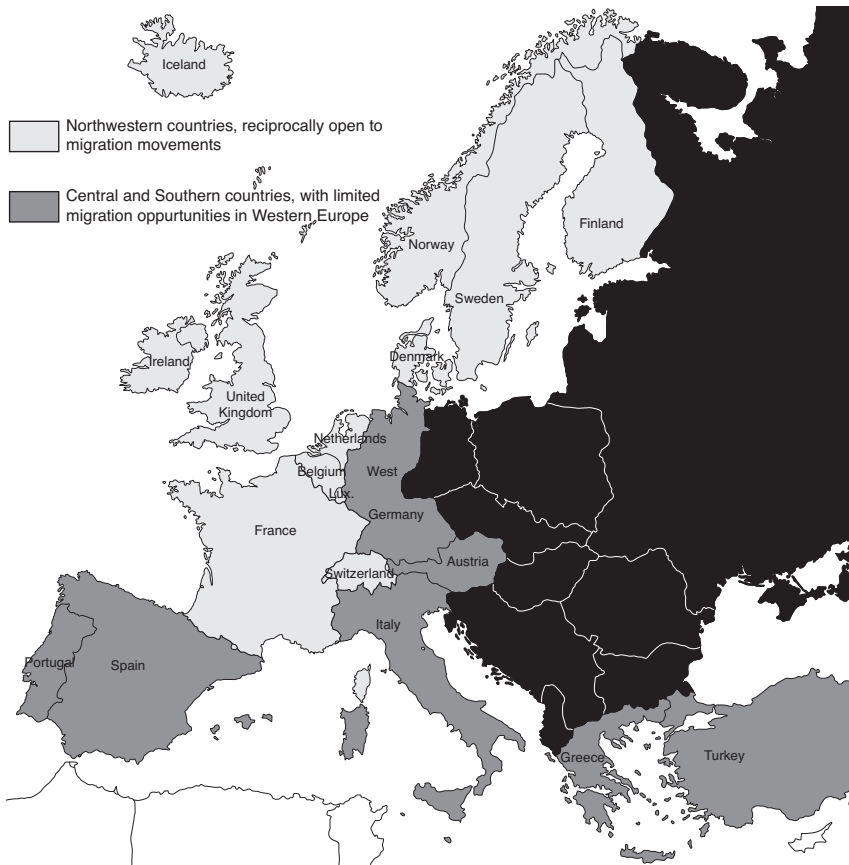 Iceland
Northwestern countries, reciprocally open to
migration movements
Central and Southern countries, with limited
migration oppurtunities in Western Europe
Norway
Finland
Sweden
Denmark
Ireland
United
Kingdom
Netherlands
Belgium
West
Lux.
Germany
France
Austria
Switzerland
Italy
Portugal
Spain
Greece
Turkey